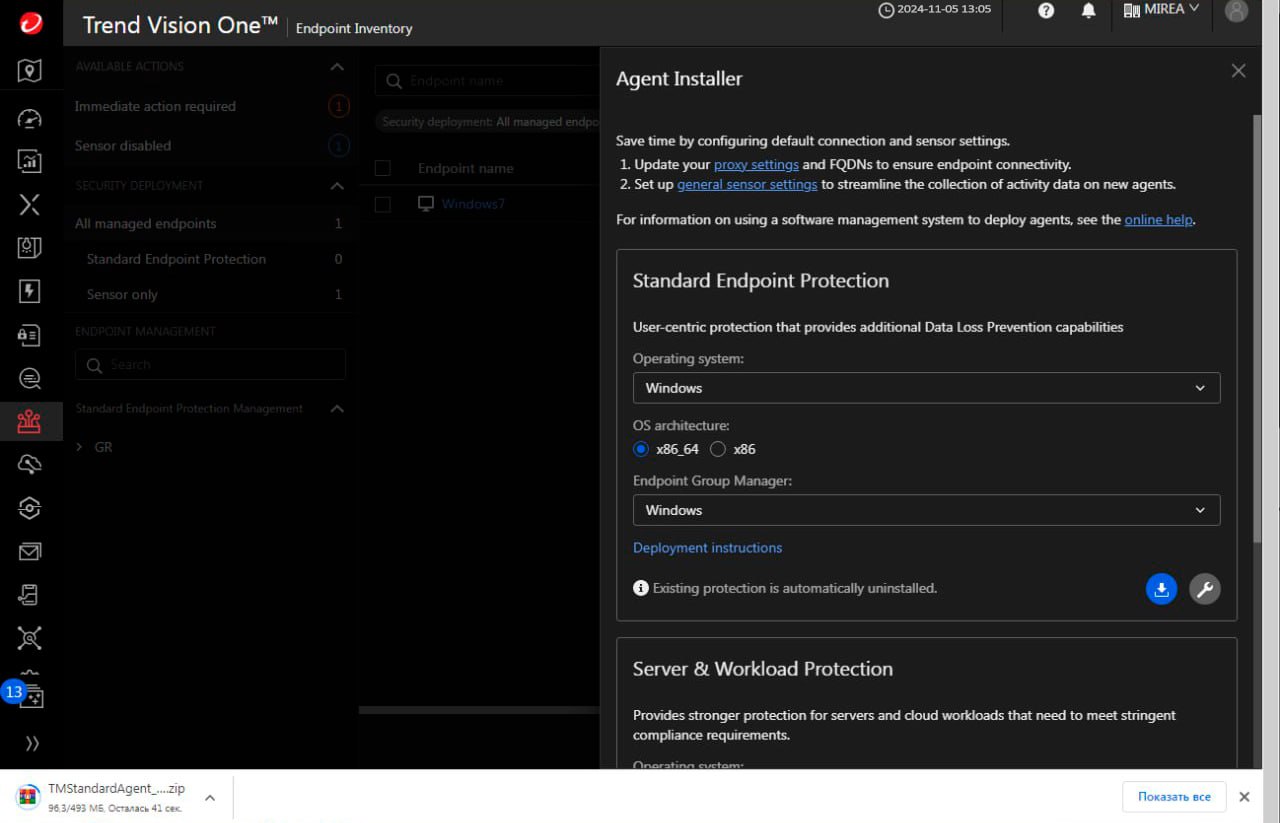 Trend Vision One™ Endpoint Inventory
2024-11-05 13:05
MIREA
AVAILABLE ACTIONS
Immediate action required 1
Sensor disabled 1
SECURITY DEPLOYMENT
All managed endpoints 1
Standard Endpoint Protection 0
Sensor only 1
ENDPOINT MANAGEMENT
Search
Standard Endpoint Protection Management
GR
13
Endpoint name
Security deployment: All managed endpo
Endpoint name
Windows7
Agent Installer
Save time by configuring default connection and sensor settings.
1. Update your proxy settings and FQDNs to ensure endpoint connectivity.
2. Set up general sensor settings to streamline the collection of activity data on new agents.
For information on using a software management system to deploy agents, see the online help.
Standard Endpoint Protection
User-centric protection that provides additional Data Loss Prevention capabilities
Operating system:
Windows
OS architecture:
x86_64 x86
Endpoint Group Manager:
Windows
Deployment instructions
Existing protection is automatically uninstalled.
Server & Workload Protection
Provides stronger protection for servers and cloud workloads that need to meet stringent
compliance requirements.
Operating system:
TMStandardAgent_....zip
96,3/493 МБ, Осталась 41 сек.
Показать все